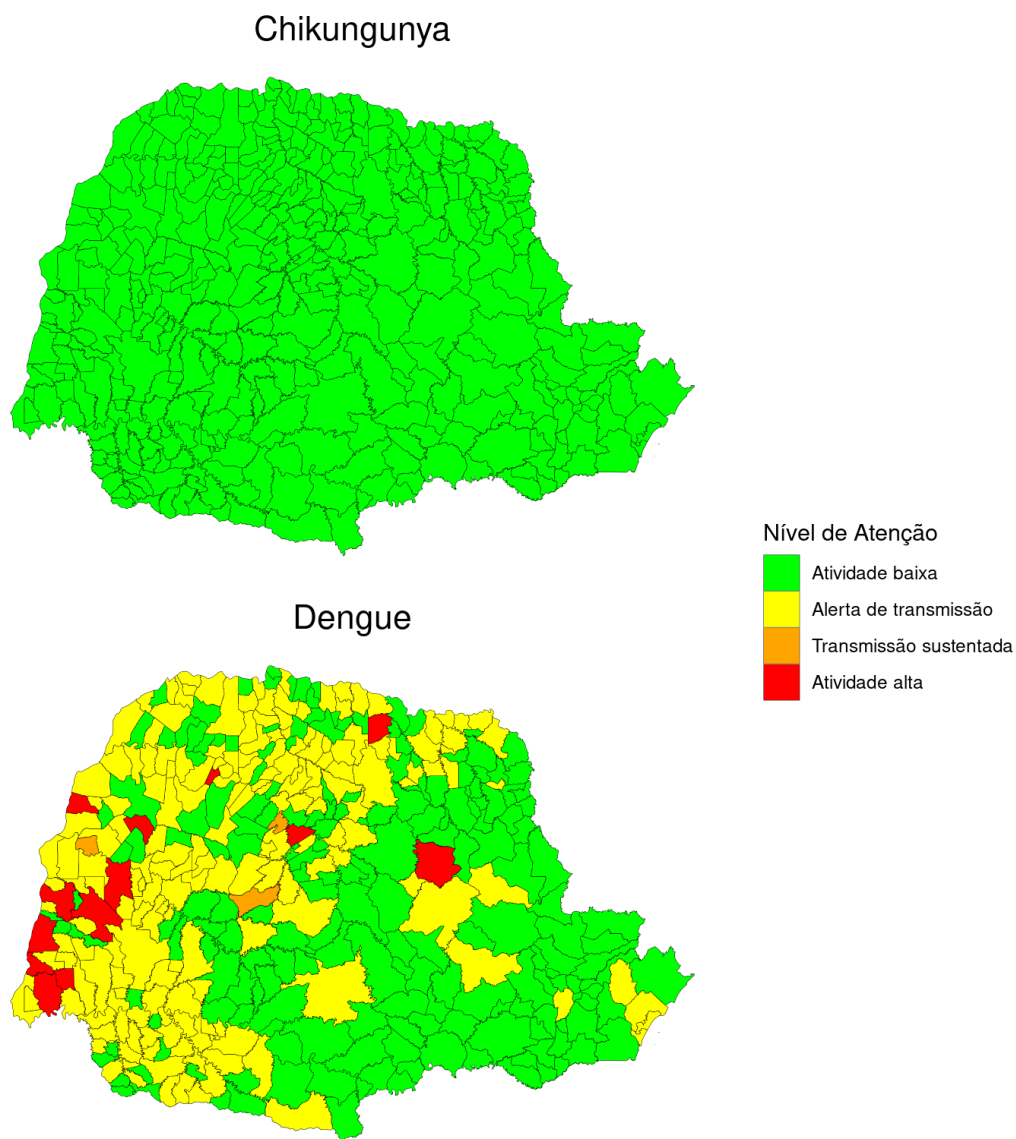 Chikungunya
Dengue
Nível de Atenção
Atividade baixa
Alerta de transmissão
Transmissão sustentada
Atividade alta